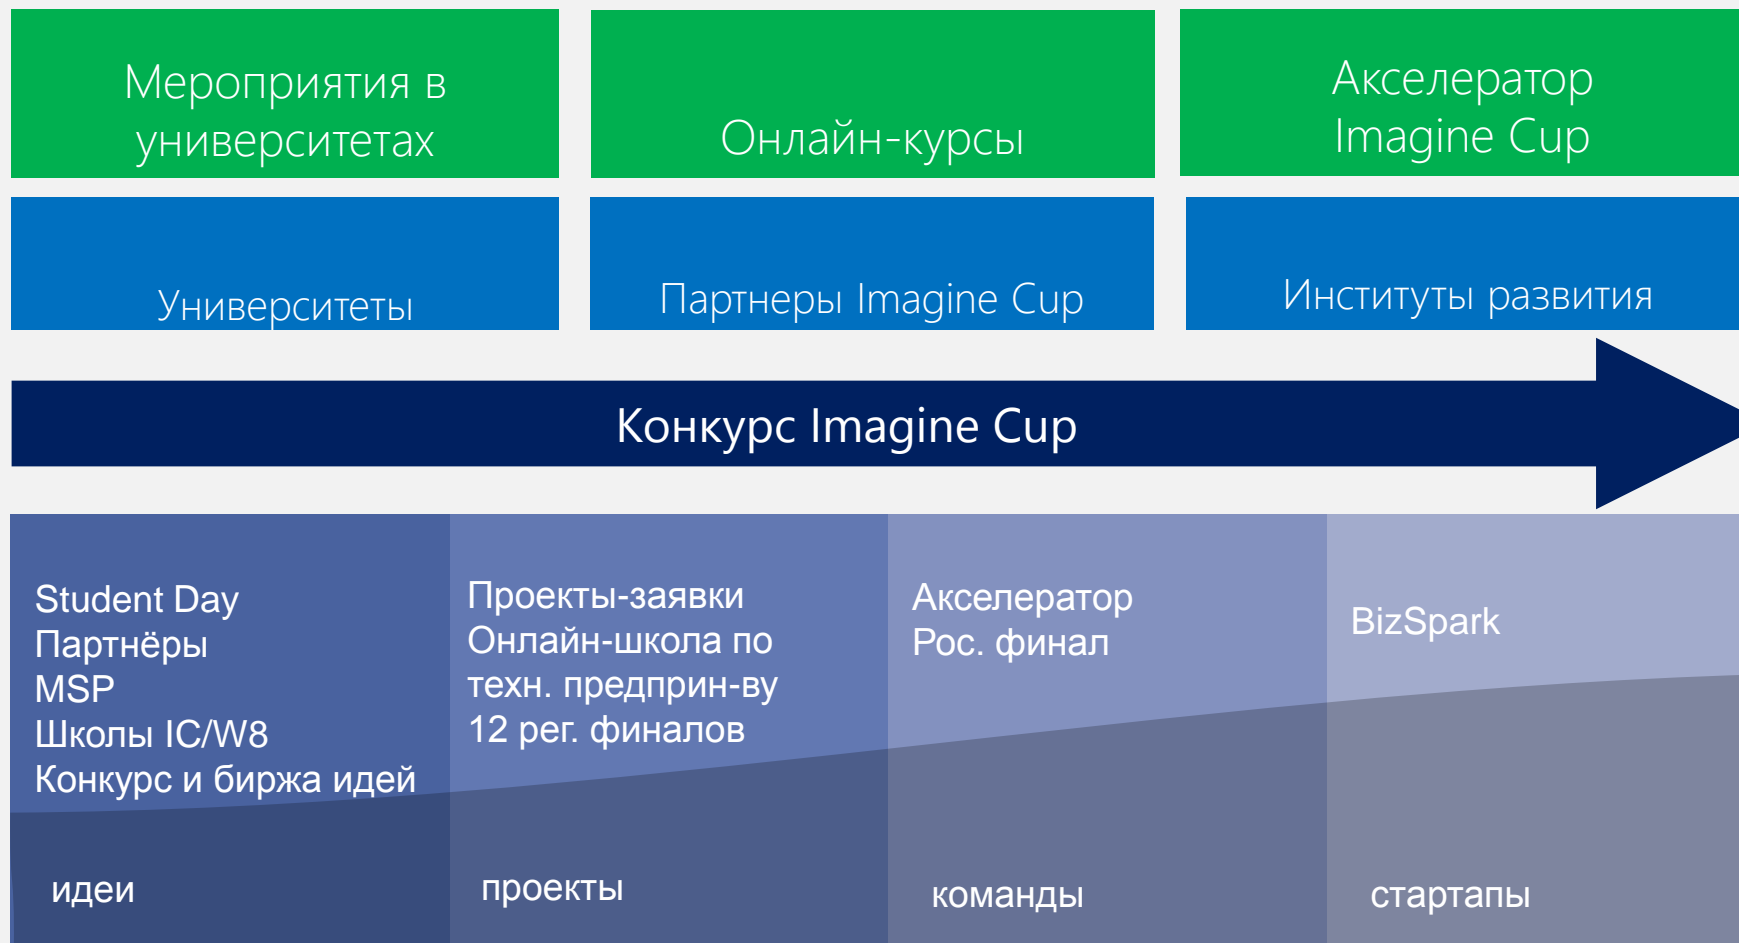 Мероприятия в
университетах
Онлайн-курсы
Акселератор
Imagine Cup
Университеты
Партнеры Imagine Cup
Институты развития
Конкурс Imagine Cup
Student Day
Партнёры
MSP
Школы IC/W8
Конкурс и биржа идей
идеи
Проекты-заявки
Онлайн-школа по
техн. предприн-ву
12 рег. финалов
проекты
Акселератор
Рос. финал
команды
BizSpark
стартапы